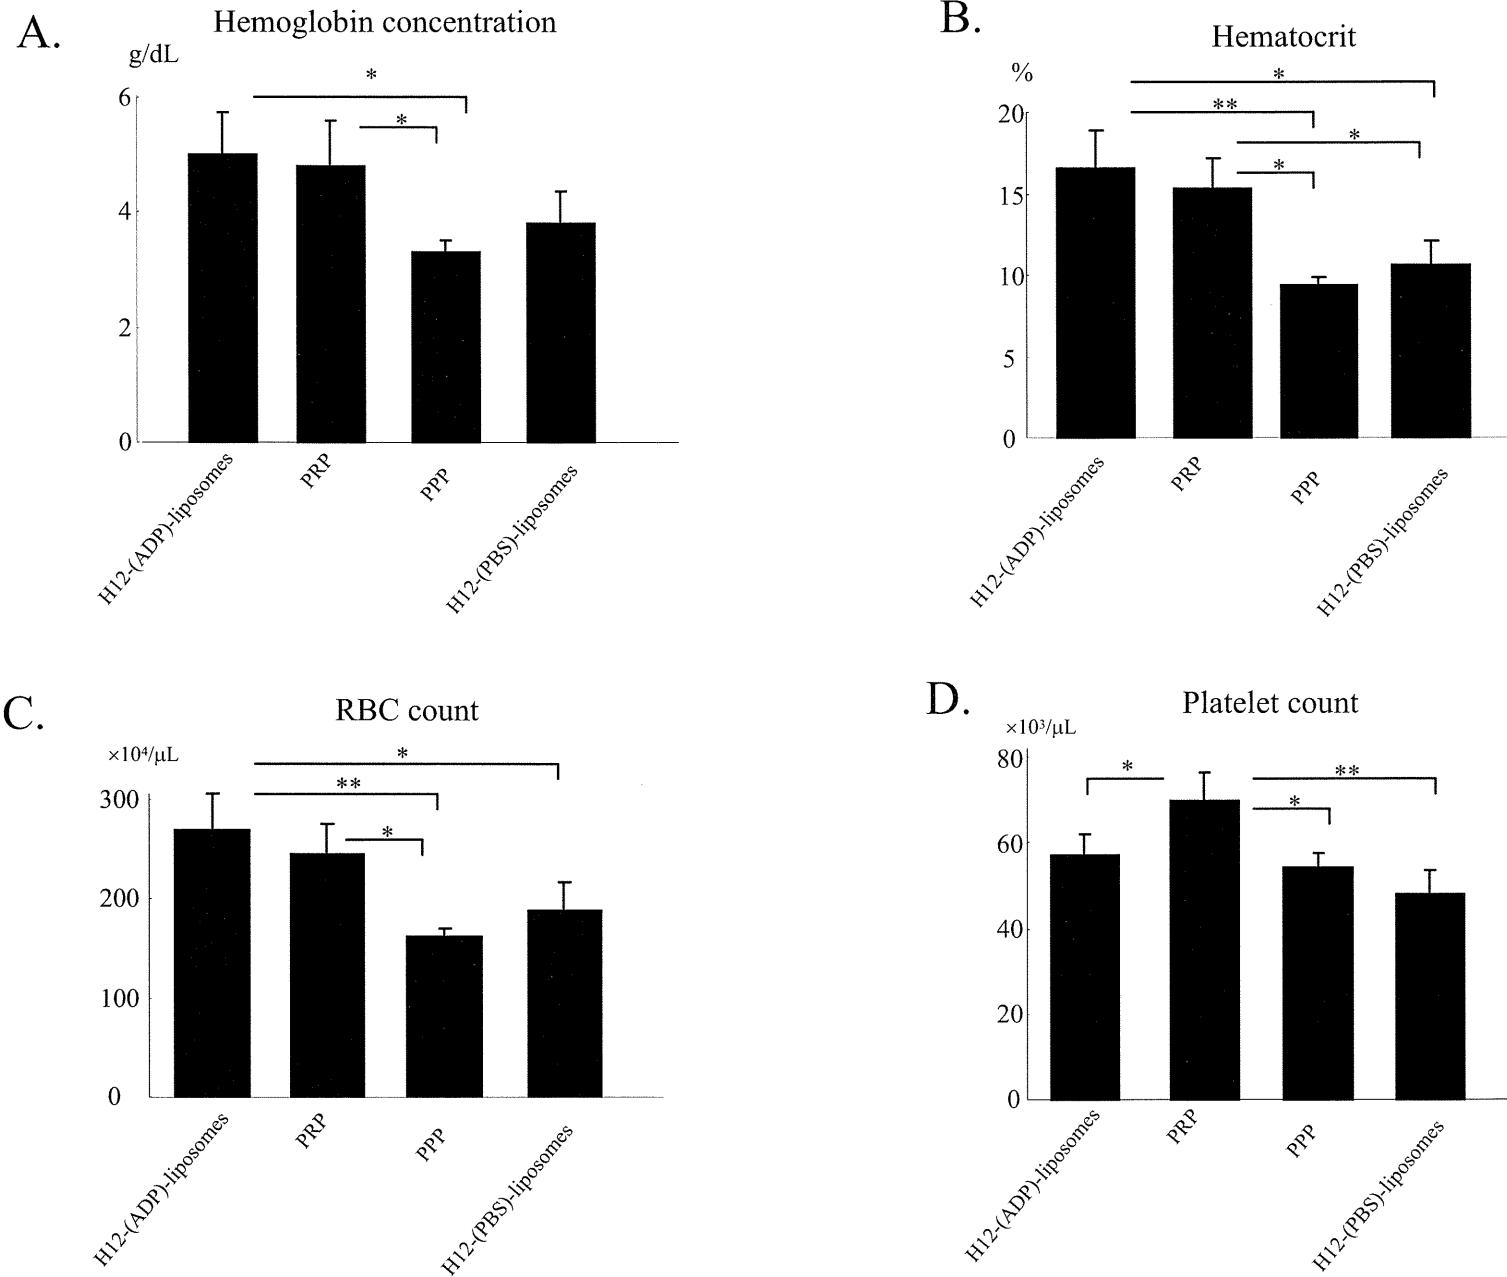 A.
Hemoglobin concentration
g/dL
*
*
6
4
2
0
H12-(ADP)-liposomes
PRP
PPP
H12-(PBS)-liposomes
B.
Hematocrit
%
*
**
*
*
20
15
10
5
0
H12-(ADP)-liposomes
PRP
PPP
H12-(PBS)-liposomes
C.
RBC count
×10⁴/μL
*
**
*
300
200
100
0
H12-(ADP)-liposomes
PRP
PPP
H12-(PBS)-liposomes
D.
Platelet count
×10³/μL
*
**
*
80
60
40
20
0
H12-(ADP)-liposomes
PRP
PPP
H12-(PBS)-liposomes